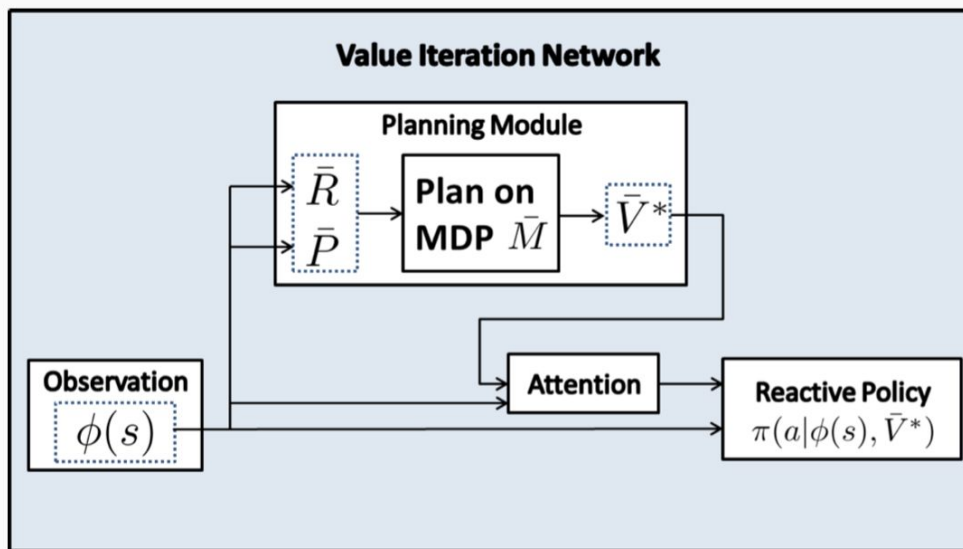 Value Iteration Network
Planning Module
R̄
P̄
Plan on
MDP M̄
V̄*
Observation
ϕ(s)
Attention
Reactive Policy
π(a|ϕ(s), V̄*)